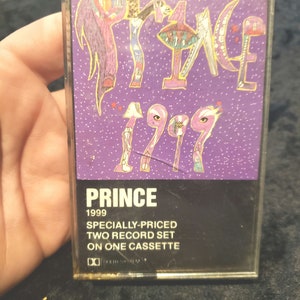 PRINCE
1999
PRINCE
1999
SPECIALLY-PRICED
TWO RECORD SET
ON ONE CASSETTE